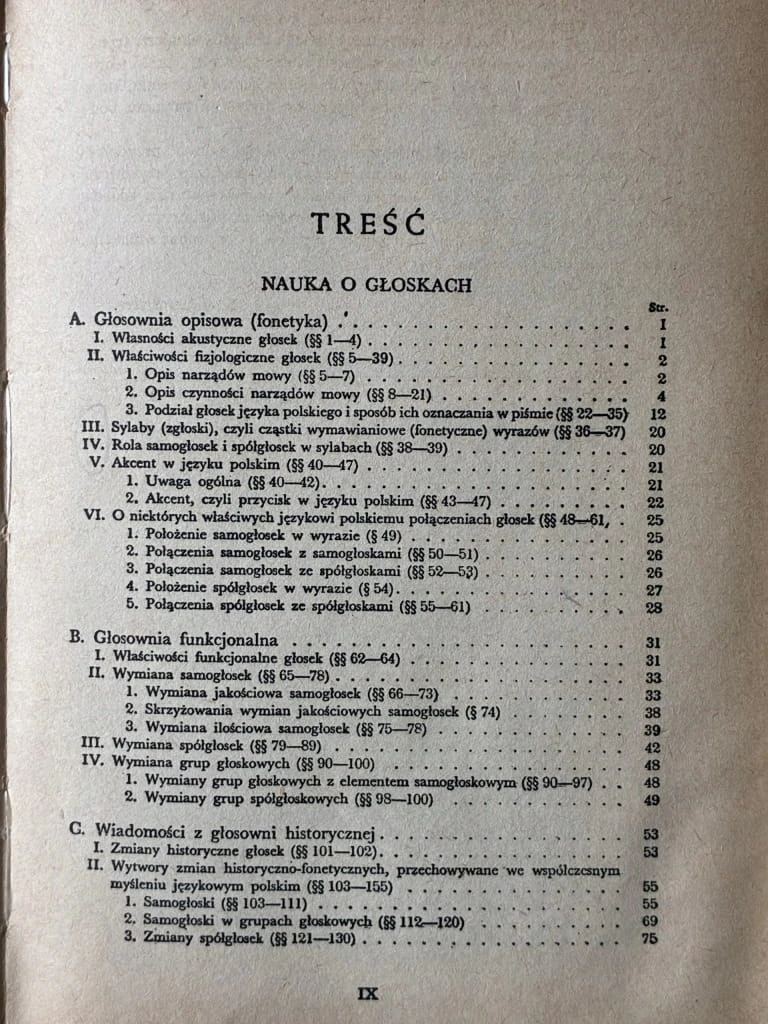 TREŚĆ
NAUKA O GŁOSKACH
Str.
A. Głosownia opisowa (fonetyka) . . . . . . . . . . . . . . . . 1
I. Własności akustyczne głosek (§§ 1—4) . . . . . . . . . . . . . . . . 1
II. Właściwości fizjologiczne głosek (§§ 5—39) . . . . . . . . . . . . . . 2
1. Opis narządów mowy (§§ 5—7) . . . . . . . . . . . . . . . 2
2. Opis czynności narządów mowy (§§ 8—21) . . . . . . . . . . . . 4
3. Podział głosek języka polskiego i sposób ich oznaczania w piśmie (§§ 22—35) 12
III. Sylaby (zgłoski), czyli cząstki wymawianiowe (fonetyczne) wyrazów (§§ 36—37) 20
IV. Rola samogłosek i spółgłosek w sylabach (§§ 38—39) . . . . . . . . . . . 20
V. Akcent w języku polskim (§§ 40—47) . . . . . . . . . . . . . . . 21
1. Uwaga ogólna (§§ 40—42) . . . . . . . . . . . . . . . . . 21
2. Akcent, czyli przycisk w języku polskim (§§ 43—47) . . . . . . . . 22
VI. O niektórych właściwych językowi polskiemu połączeniach głosek (§§ 48—61, . 25
1. Położenie samogłosek w wyrazie (§ 49) . . . . . . . . . . . . . 25
2. Połączenia samogłosek z samogłoskami (§§ 50—51) . . . . . . . . . 26
3. Połączenia samogłosek ze spółgłoskami (§§ 52—53) . . . . . . . . . 26
4. Położenie spółgłosek w wyrazie (§ 54) . . . . . . . . . . . . . . 27
5. Połączenia spółgłosek ze spółgłoskami (§§ 55—61) . . . . . . . . . 28
B. Głosownia funkcjonalna . . . . . . . . . . . . . . . . . . . 31
I. Właściwości funkcjonalne głosek (§§ 62—64) . . . . . . . . . . . . . 31
II. Wymiana samogłosek (§§ 65—78) . . . . . . . . . . . . . . . . . 33
1. Wymiana jakościowa samogłosek (§§ 66—73) . . . . . . . . . . . 33
2. Skrzyżowania wymian jakościowych samogłosek (§ 74) . . . . . . . 38
3. Wymiana ilościowa samogłosek (§§ 75—78) . . . . . . . . . . . . 39
III. Wymiana spółgłosek (§§ 79—89) . . . . . . . . . . . . . . . . . 42
IV. Wymiana grup głoskowych (§§ 90—100) . . . . . . . . . . . . . . . 48
1. Wymiany grup głoskowych z elementem samogłoskowym (§§ 90—97) . . 48
2. Wymiany grup spółgłoskowych (§§ 98—100) . . . . . . . . . . . 49
C. Wiadomości z głosowni historycznej . . . . . . . . . . . . . . 53
I. Zmiany historyczne głosek (§§ 101—102) . . . . . . . . . . . . . . . 53
II. Wytwory zmian historyczno-fonetycznych, przechowywane we współczesnym
myśleniu językowym polskim (§§ 103—155) . . . . . . . . . . . . . 55
1. Samogłoski (§§ 103—111) . . . . . . . . . . . . . . . . . . 55
2. Samogłoski w grupach głoskowych (§§ 112—120) . . . . . . . . . 69
3. Zmiany spółgłosek (§§ 121—130) . . . . . . . . . . . . . . . . 75
IX